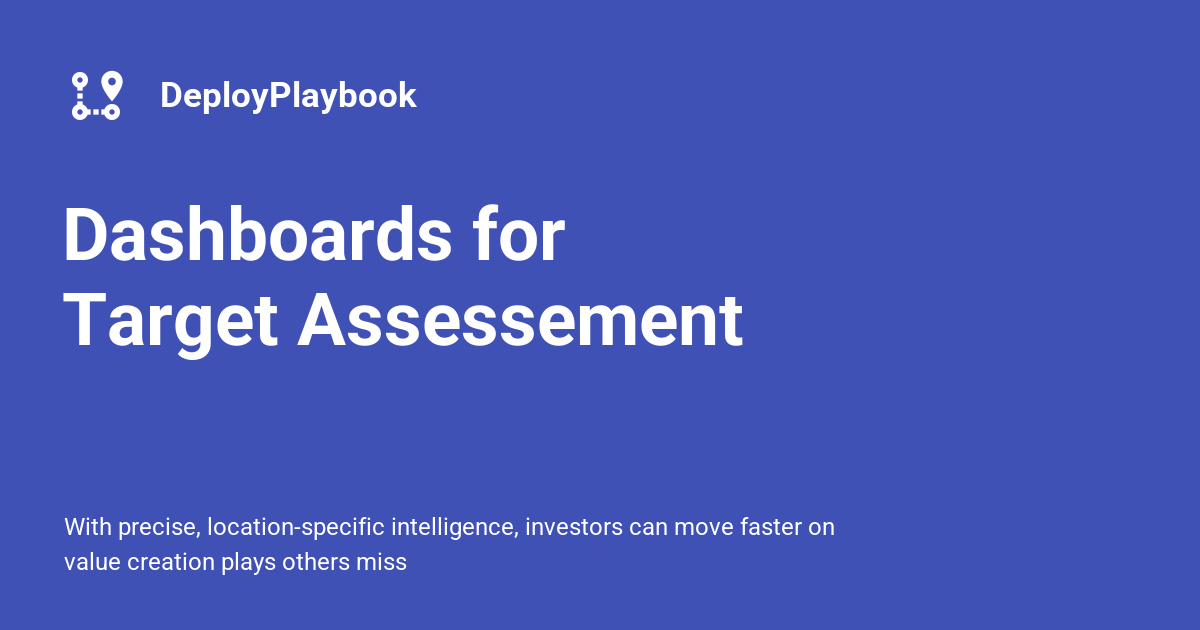 DeployPlaybook
Dashboards for
Target Assessement
With precise, location-specific intelligence, investors can move faster on
value creation plays others miss